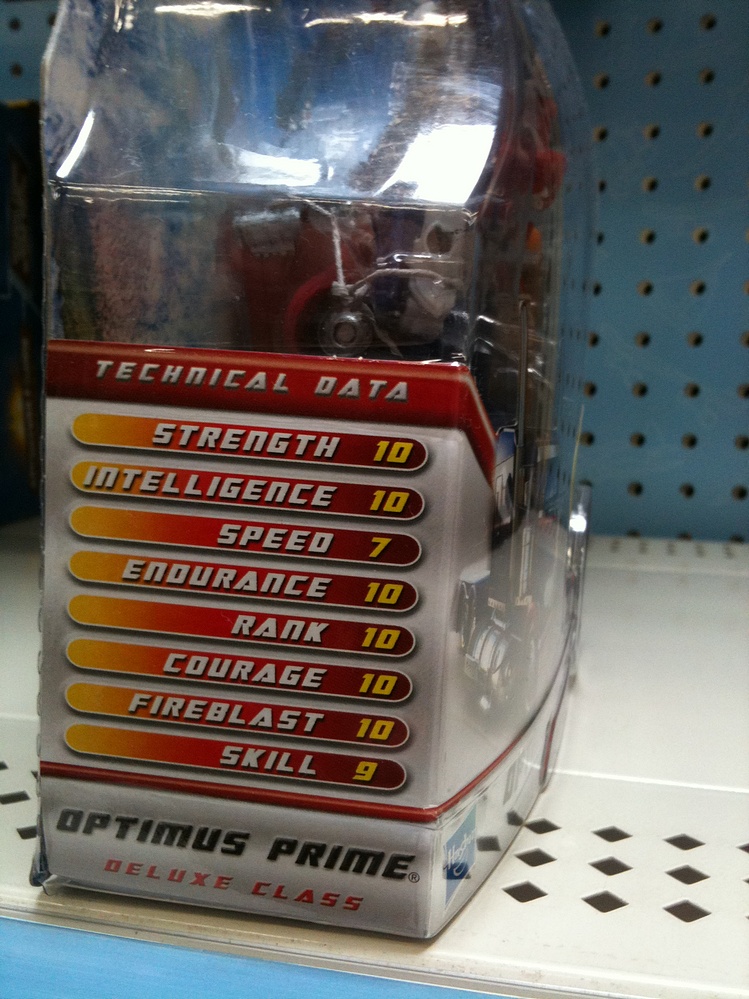 TECHNICAL DATA
STRENGTH 10
INTELLIGENCE 10
SPEED 7
ENDURANCE 10
RANK 10
COURAGE 10
FIREBLAST 10
SKILL 9
OPTIMUS PRIME®
DELUXE CLASS
Hasbro